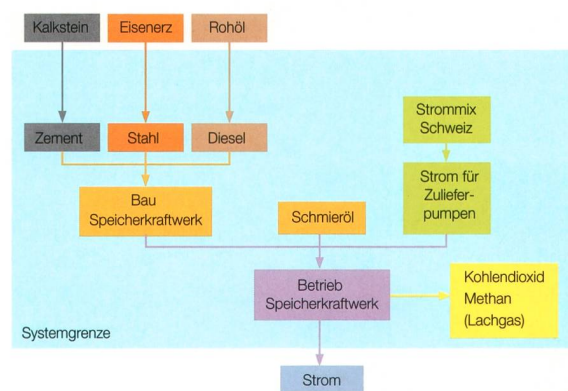 Kalkstein
Eisenerz
Rohöl
Zement
Stahl
Diesel
Strommix
Schweiz
Bau
Speicherkraftwerk
Schmieröl
Strom für
Zuliefer-
pumpen
Betrieb
Speicherkraftwerk
Kohlendioxid
Methan
(Lachgas)
Systemgrenze
Strom